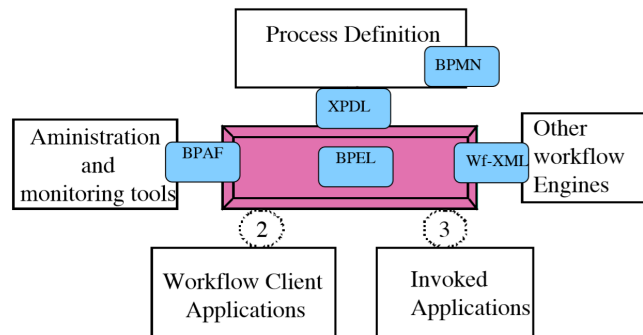 Process Definition
BPMN
XPDL
Aministration
and
monitoring tools
BPAF
BPEL
Wf-XML
Other
workflow
Engines
2
3
Workflow Client
Applications
Invoked
Applications